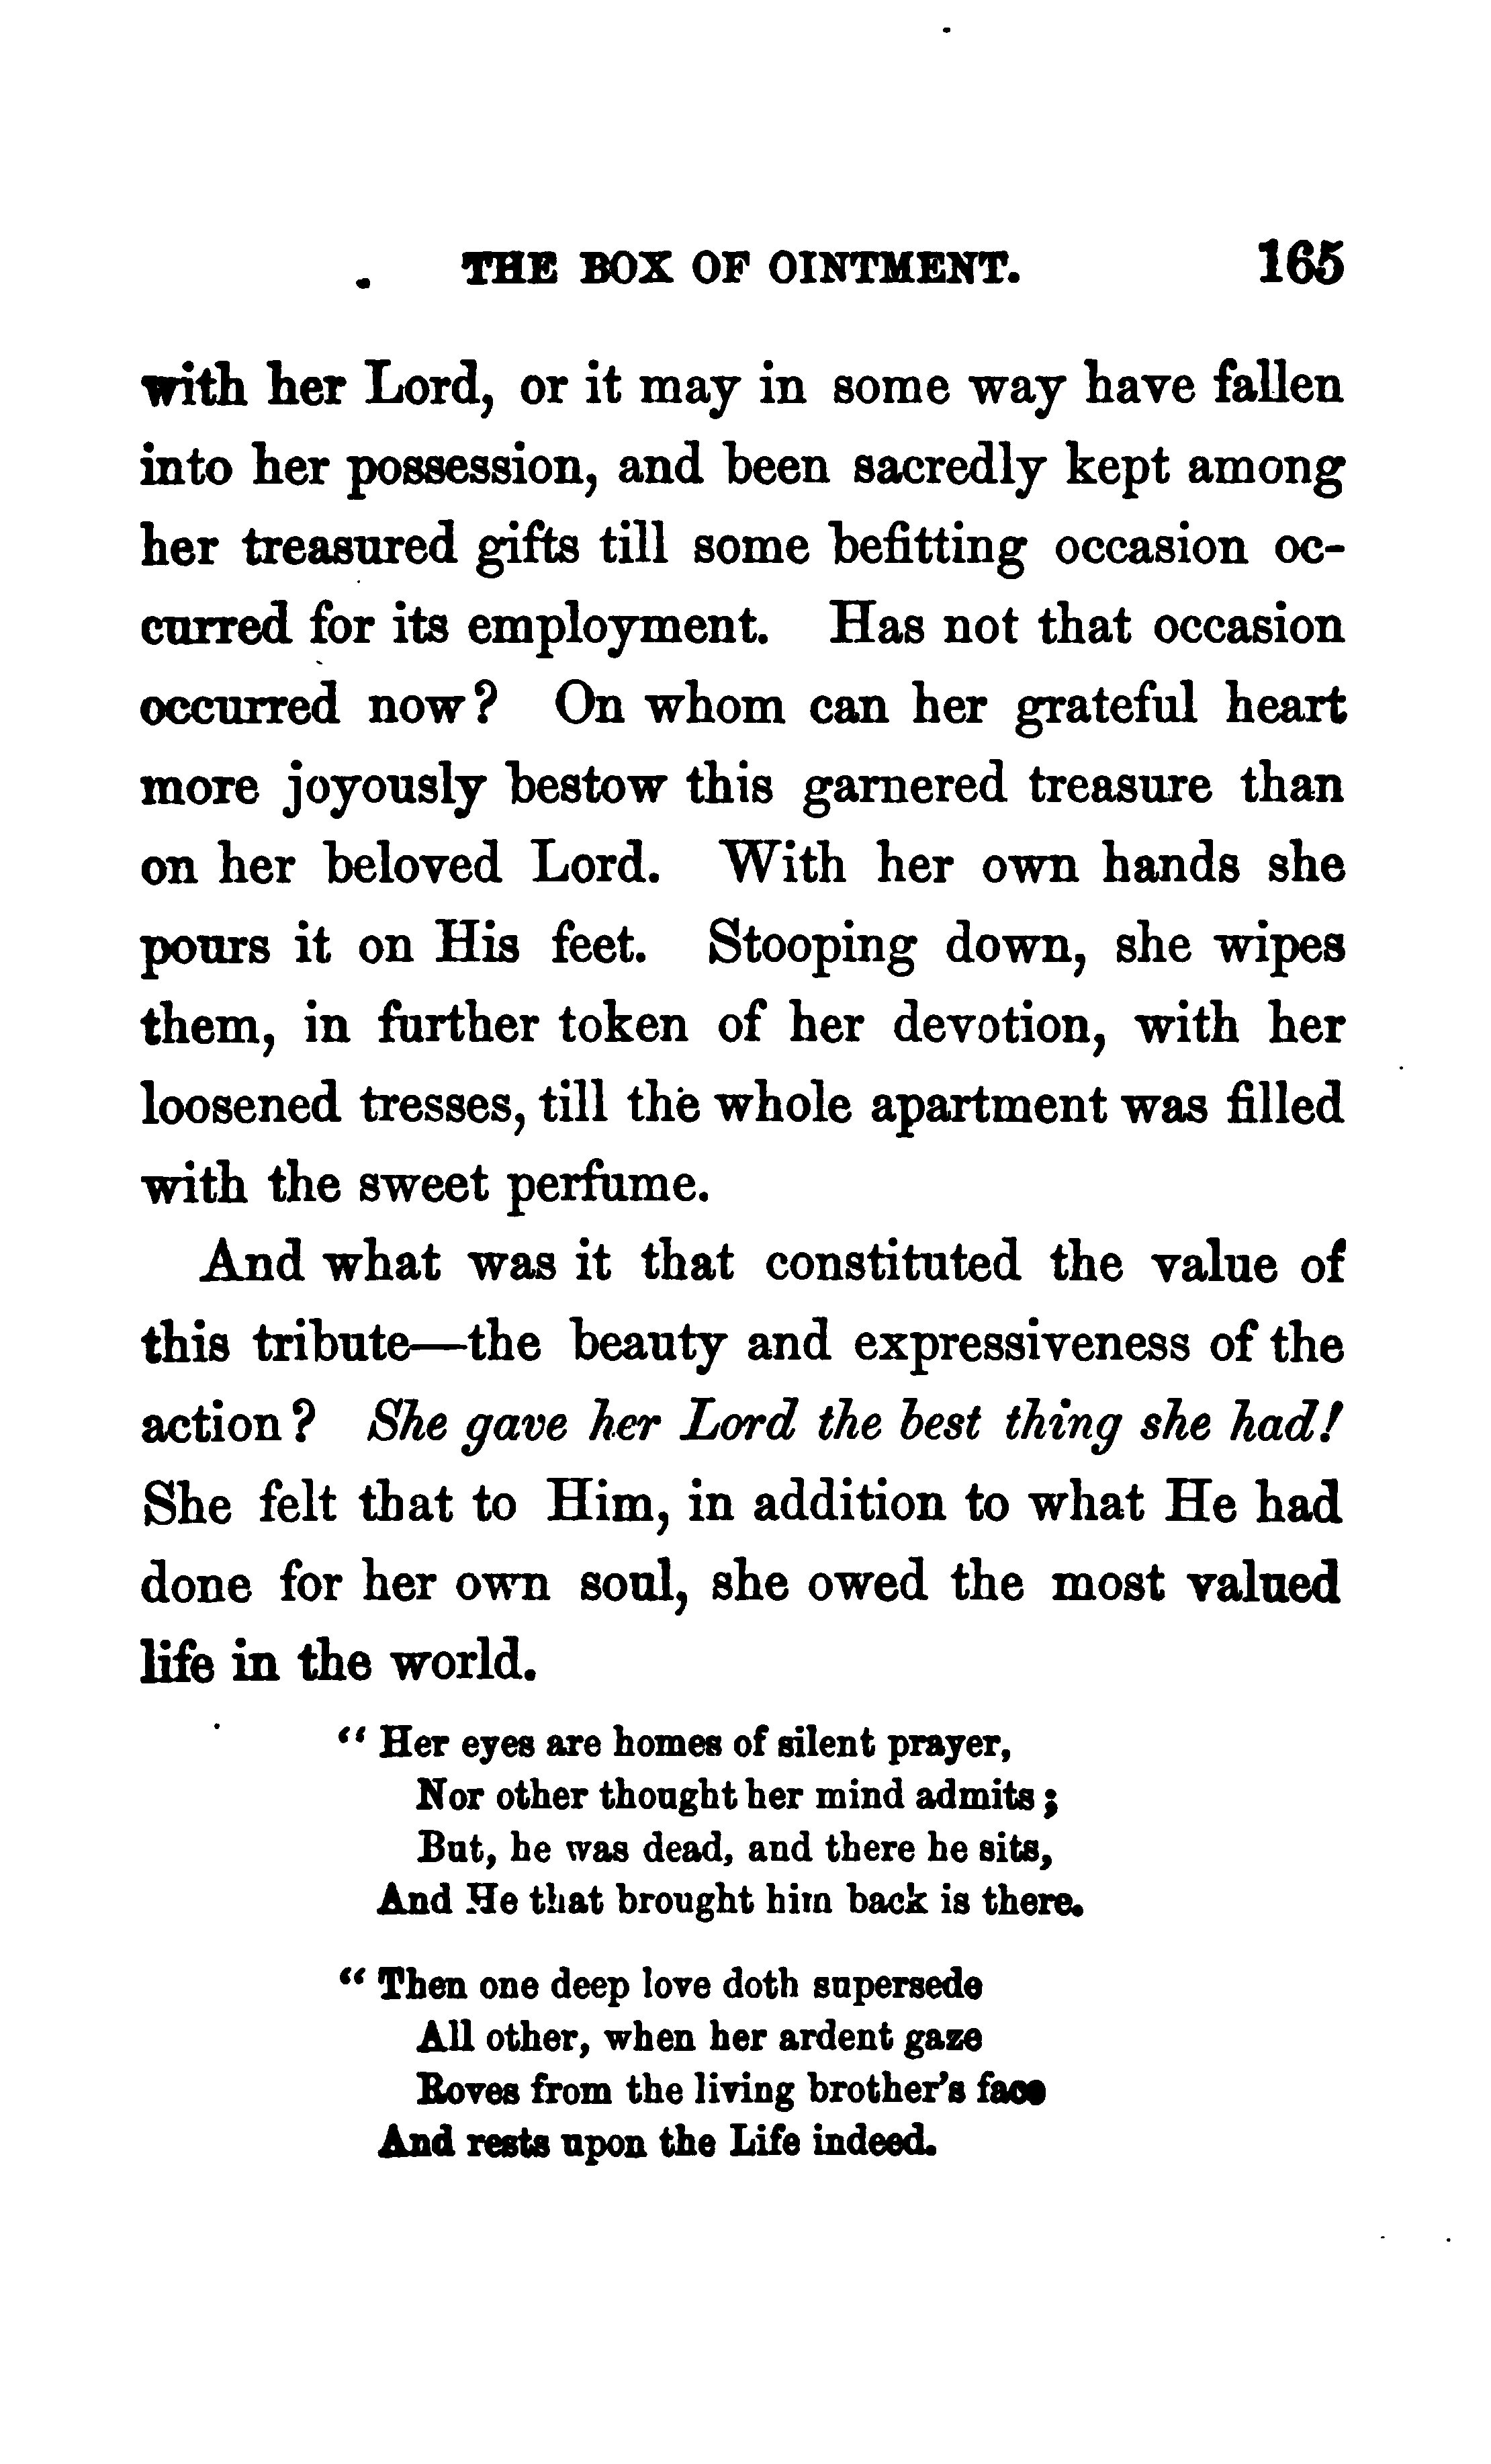 THE BOX OF OINTMENT. 165
with her Lord, or it may in some way have fallen
into her possession, and been sacredly kept among
her treasured gifts till some befitting occasion oc-
curred for its employment. Has not that occasion
occurred now? On whom can her grateful heart
more joyously bestow this garnered treasure than
on her beloved Lord. With her own hands she
pours it on His feet. Stooping down, she wipes
them, in further token of her devotion, with her
loosened tresses, till the whole apartment was filled
with the sweet perfume.
And what was it that constituted the value of
this tribute—the beauty and expressiveness of the
action? She gave her Lord the best thing she had!
She felt that to Him, in addition to what He had
done for her own soul, she owed the most valued
life in the world.
“Her eyes are homes of silent prayer,
Nor other thought her mind admits;
But, he was dead, and there he sits,
And He that brought him back is there.
“Then one deep love doth supersede
All other, when her ardent gaze
Roves from the living brother's face
And rests upon the Life indeed.